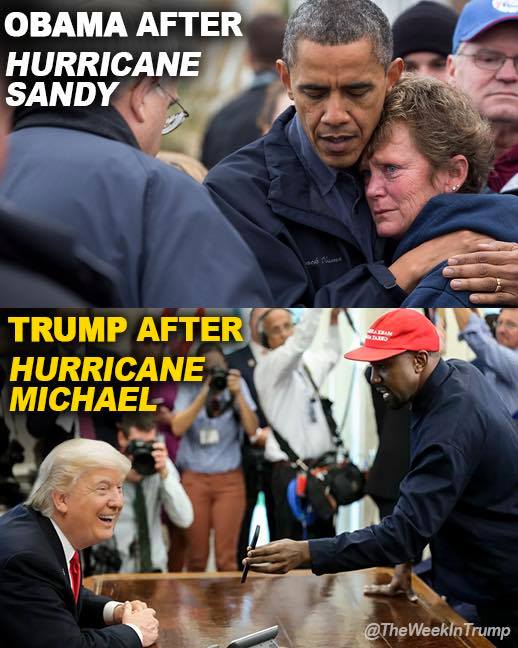 OBAMA AFTER
HURRICANE
SANDY
TRUMP AFTER
HURRICANE
MICHAEL
@TheWeekInTrump